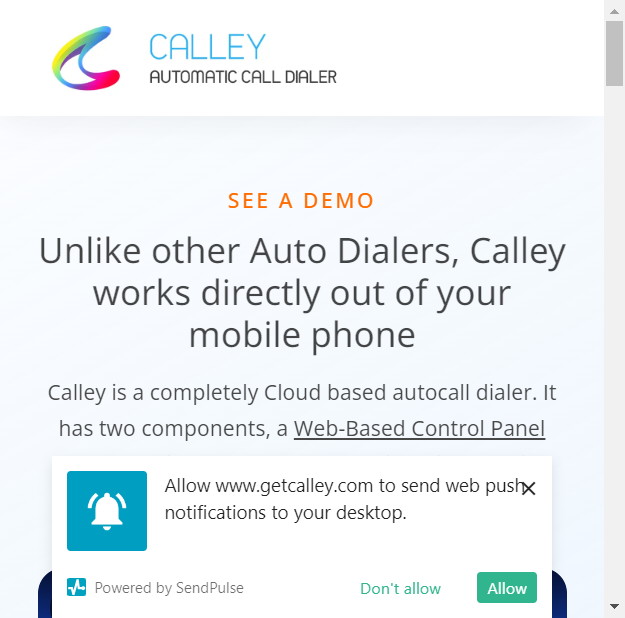 CALLEY
AUTOMATIC CALL DIALER
SEE A DEMO
Unlike other Auto Dialers, Calley
works directly out of your
mobile phone
Calley is a completely Cloud based autocall dialer. It
has two components, a Web-Based Control Panel
Allow www.getcalley.com to send web push
notifications to your desktop.
Powered by SendPulse
Don't allow
Allow